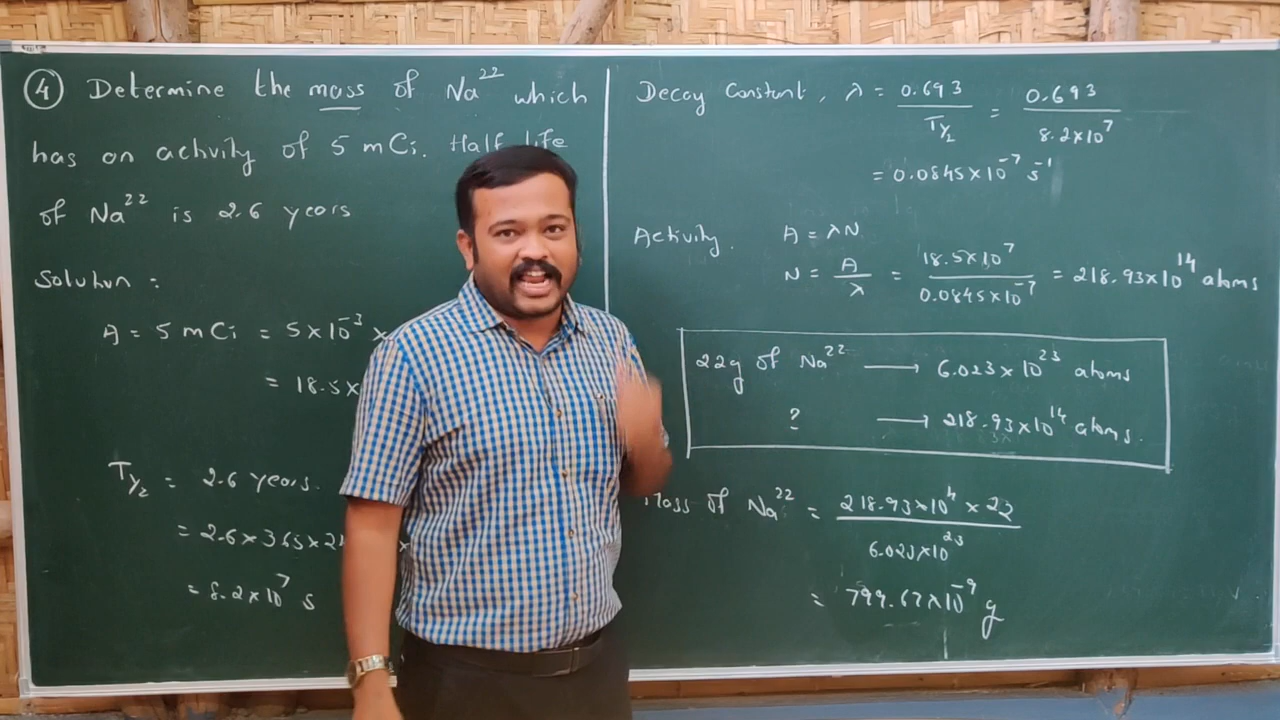 ④ Determine the mass of Na²² which
has an activity of 5 mCi. Half life
of Na²² is 2.6 years
Solution :
A = 5 mCi = 5×10⁻³ ×
= 18.5×
T½ = 2.6 years.
= 2.6×365×2
= 8.2×10⁷ s
Decay Constant, λ = 0.693 / T½ = 0.693 / 8.2×10⁷
= 0.0845×10⁻⁷ s⁻¹
Activity. A = λN
N = A / λ = 18.5×10⁷ / 0.0845×10⁻⁷ = 218.93×10¹⁴ atoms
22g of Na²² ⟶ 6.023×10²³ atoms
? ⟶ 218.93×10¹⁴ atoms.
Mass of Na²² = 218.93×10¹⁴ × 22 / 6.023×10²³
= 799.67×10⁻⁹ g